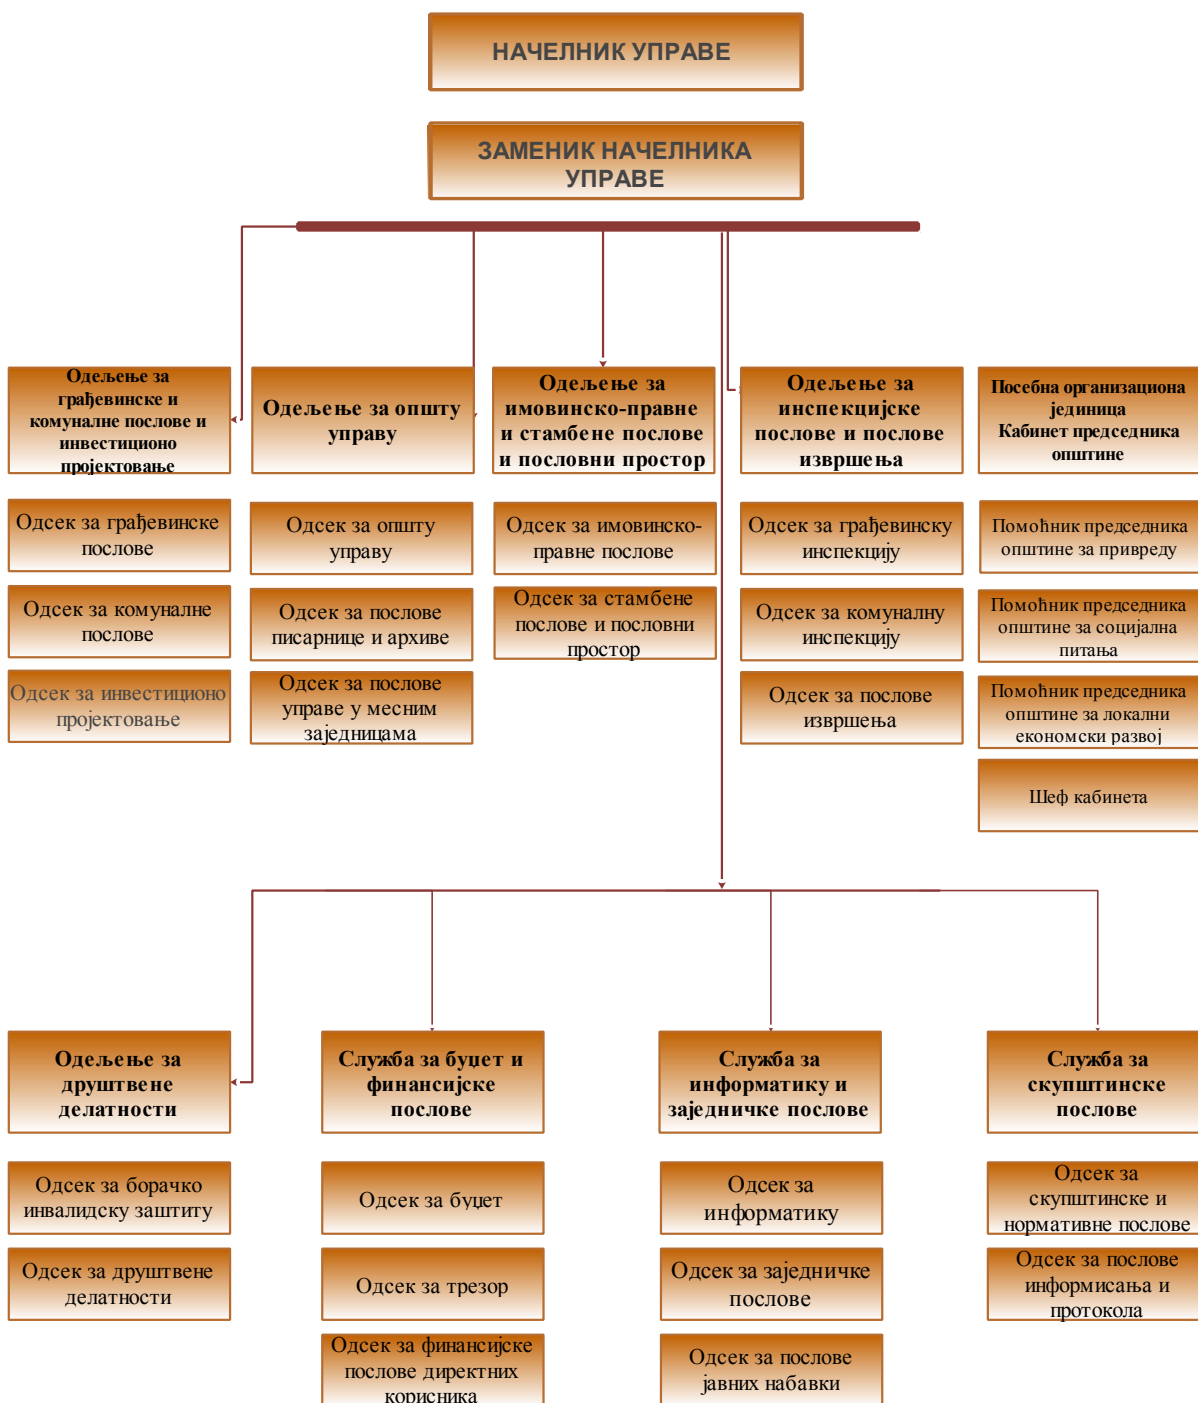 НАЧЕЛНИК УПРАВЕ
ЗАМЕНИК НАЧЕЛНИКА
УПРАВЕ
Одељење за
грађевинске и
комуналне послове и
инвестиционо
пројектовање
Одељење за општу
управу
Одељење за
имовинско-правне
и стамбене послове
и пословни простор
Одељење за
инспекцијске
послове и послове
извршења
Посебна организациона
јединица
Кабинет председника
општине
Одсек за грађевинске
послове
Одсек за општу
управу
Одсек за имовинско-
правне послове
Одсек за грађевинску
инспекцију
Помоћник председника
општине за привреду
Одсек за комуналне
послове
Одсек за послове
писарнице и архиве
Одсек за стамбене
послове и пословни
простор
Одсек за комуналну
инспекцију
Помоћник председника
општине за социјална
питања
Одсек за инвестиционо
пројектовање
Одсек за послове
управе у месним
заједницама
Одсек за послове
извршења
Помоћник председника
општине за локални
економски развој
Шеф кабинета
Одељење за
друштвене
делатности
Служба за буџет и
финансијске
послове
Служба за
информатику и
заједничке послове
Служба за
скупштинске
послове
Одсек за борачко
инвалидску заштиту
Одсек за буџет
Одсек за
информатику
Одсек за
скупштинске и
нормативне послове
Одсек за друштвене
делатности
Одсек за трезор
Одсек за заједничке
послове
Одсек за послове
информисања и
протокола
Одсек за финансијске
послове директних
корисника
Одсек за послове
јавних набавки